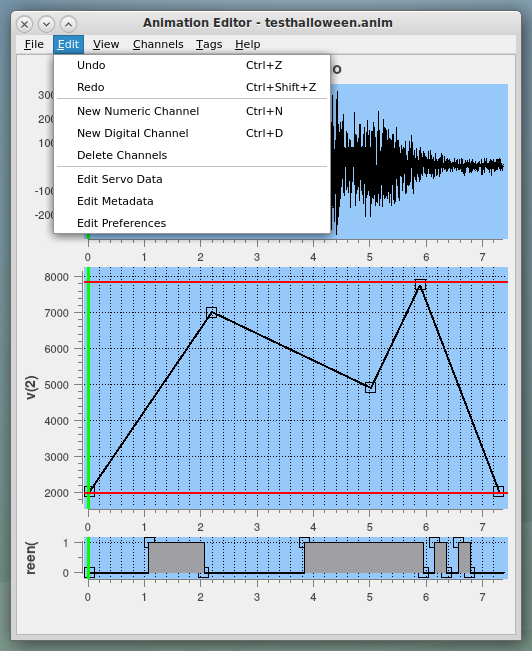 Animation Editor - testhalloween.anim
File Edit View Channels Tags Help
Undo Ctrl+Z
Redo Ctrl+Shift+Z
New Numeric Channel Ctrl+N
New Digital Channel Ctrl+D
Delete Channels
Edit Servo Data
Edit Metadata
Edit Preferences
o
-100
-200
0 1 2 3 4 5 6 7
v(2)
8000
7000
6000
5000
4000
3000
2000
0 1 2 3 4 5 6 7
reen(
1
0
0 1 2 3 4 5 6 7